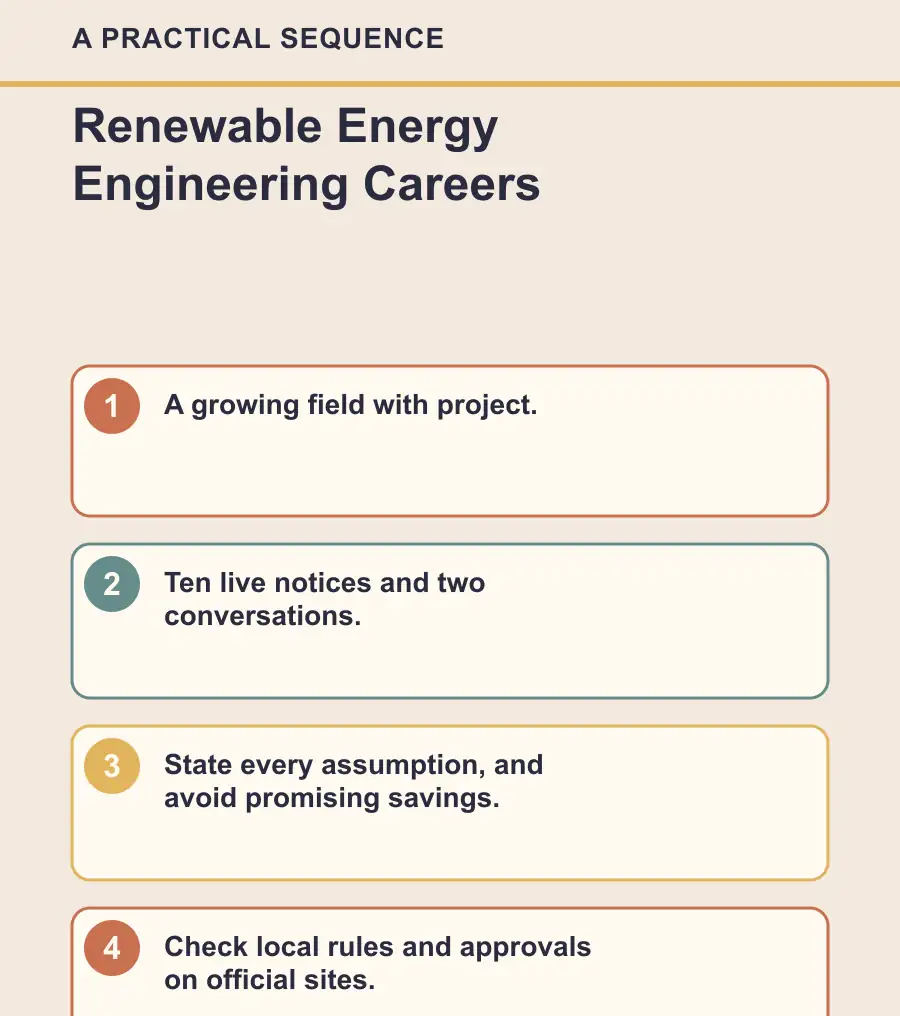 A PRACTICAL SEQUENCE
Renewable Energy
Engineering Careers
1
A growing field with project.
2
Ten live notices and two
conversations.
3
State every assumption, and
avoid promising savings.
4
Check local rules and approvals
on official sites.